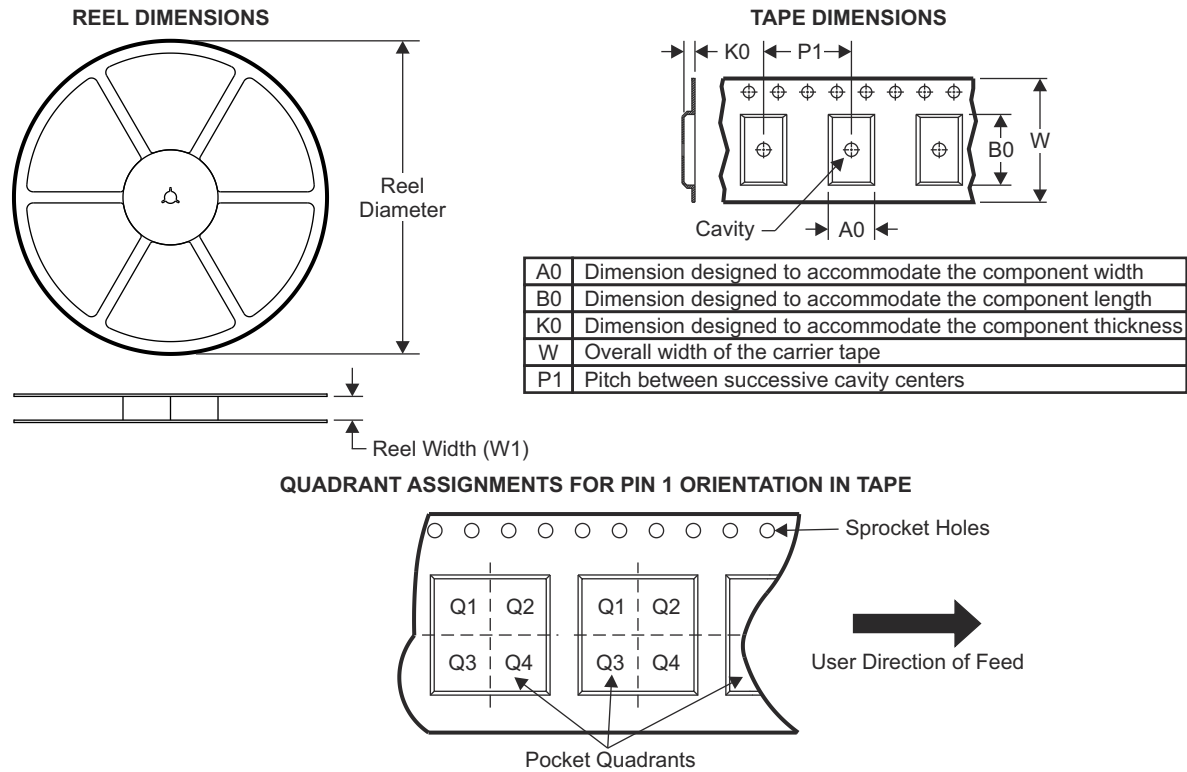 REEL DIMENSIONS
Reel
Diameter
Reel Width (W1)
TAPE DIMENSIONS
K0
P1
W
B0
Cavity
A0
A0 Dimension designed to accommodate the component width
B0 Dimension designed to accommodate the component length
K0 Dimension designed to accommodate the component thickness
W Overall width of the carrier tape
P1 Pitch between successive cavity centers
QUADRANT ASSIGNMENTS FOR PIN 1 ORIENTATION IN TAPE
Sprocket Holes
Q1 Q2 Q1 Q2
Q3 Q4 Q3 Q4
User Direction of Feed
Pocket Quadrants